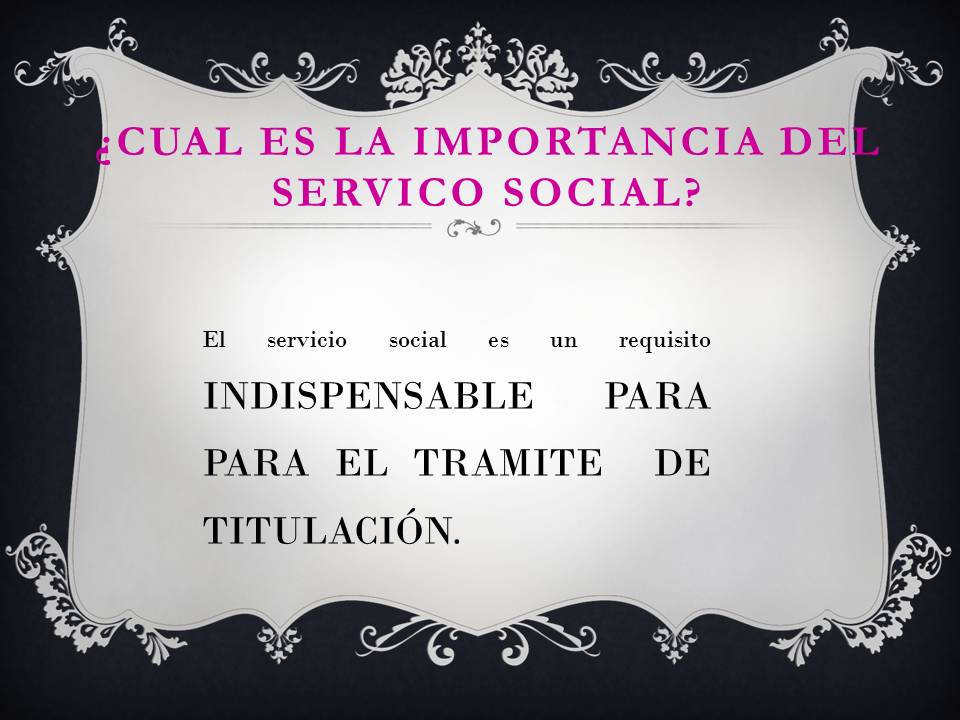 ¿CUAL ES LA IMPORTANCIA DEL
SERVICO SOCIAL?
El servicio social es un requisito
INDISPENSABLE PARA
PARA EL TRAMITE DE
TITULACIÓN.